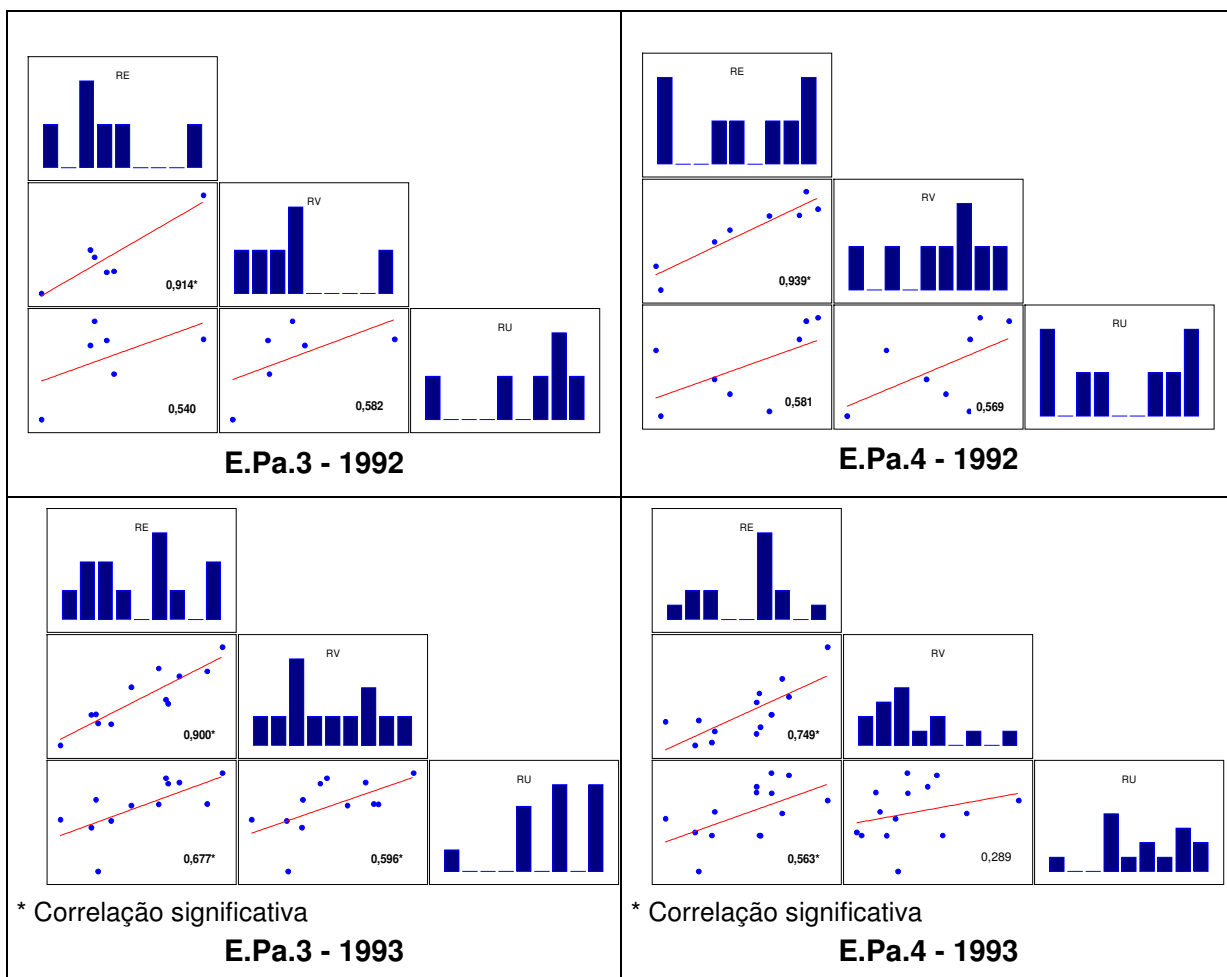 RE
RV
0,914*
RU
0,540
0,582
E.Pa.3 - 1992
RE
RV
0,939*
RU
0,581
0,569
E.Pa.4 - 1992
RE
RV
0,900*
RU
0,677*
0,596*
* Correlação significativa
E.Pa.3 - 1993
RE
RV
0,749*
RU
0,563*
0,289
* Correlação significativa
E.Pa.4 - 1993